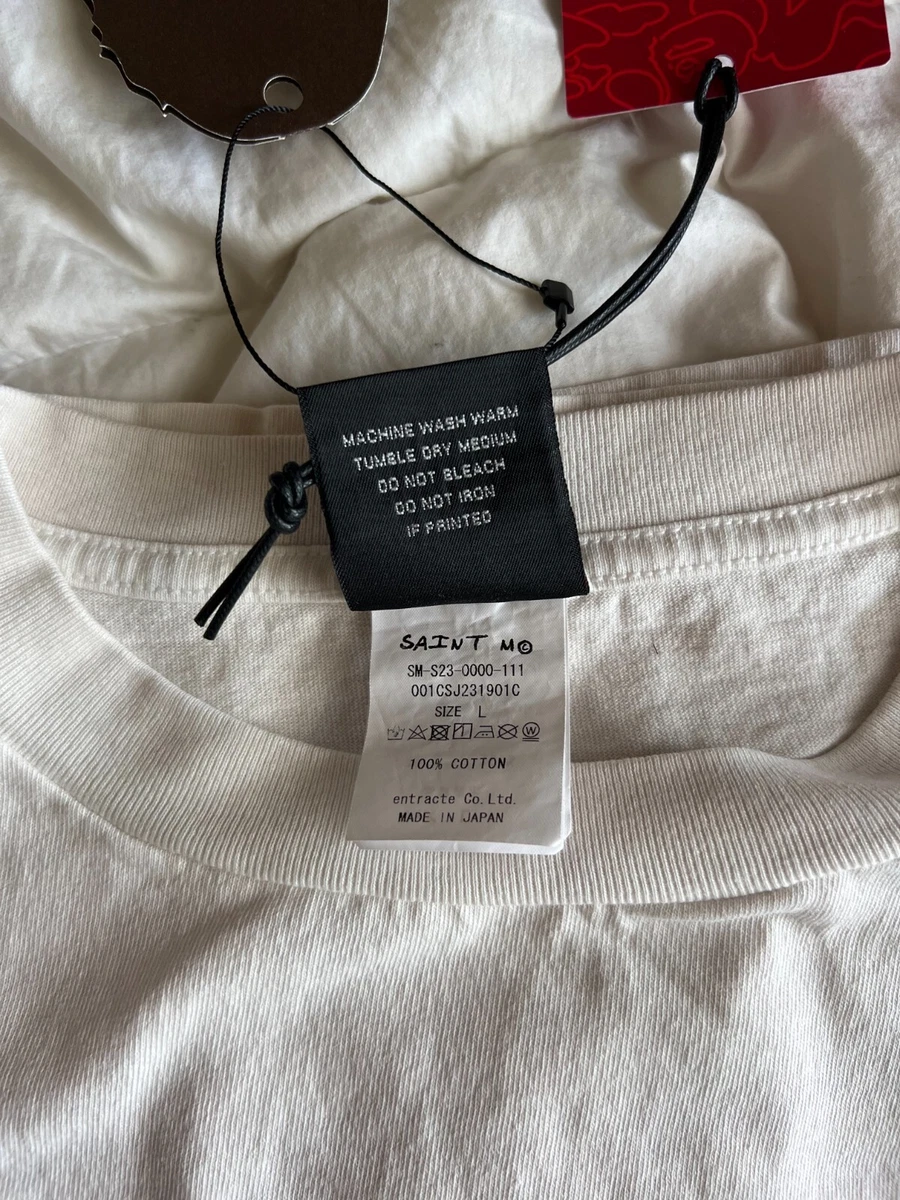 MACHINE WASH WARM
TUMBLE DRY MEDIUM
DO NOT BLEACH
DO NOT IRON
IF PRINTED
SAINT M©
SM-S23-0000-111
001CSJ231901C
SIZE L
W
100% COTTON
entracte Co.Ltd.
MADE IN JAPAN